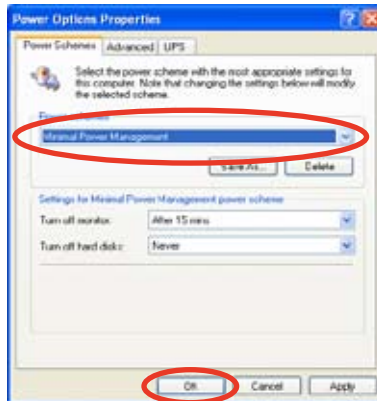 Power Options Properties
Power Schemes Advanced UPS
Select the power scheme with the most appropriate settings for
this computer. Note that changing the settings below will modify
the selected scheme.
Power schemes
Minimal Power Management
Save As... Delete
Settings for Minimal Power Management power scheme
Turn off monitor: After 15 mins
Turn off hard disks: Never
OK Cancel Apply